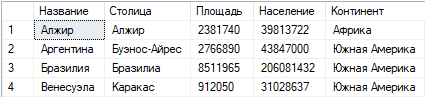 Название Столица Площадь Население Континент
1 Алжир Алжир 2381740 39813722 Африка
2 Аргентина Буэнос-Айрес 2766890 43847000 Южная Америка
3 Бразилия Бразилиа 8511965 206081432 Южная Америка
4 Венесуэла Каракас 912050 31028637 Южная Америка